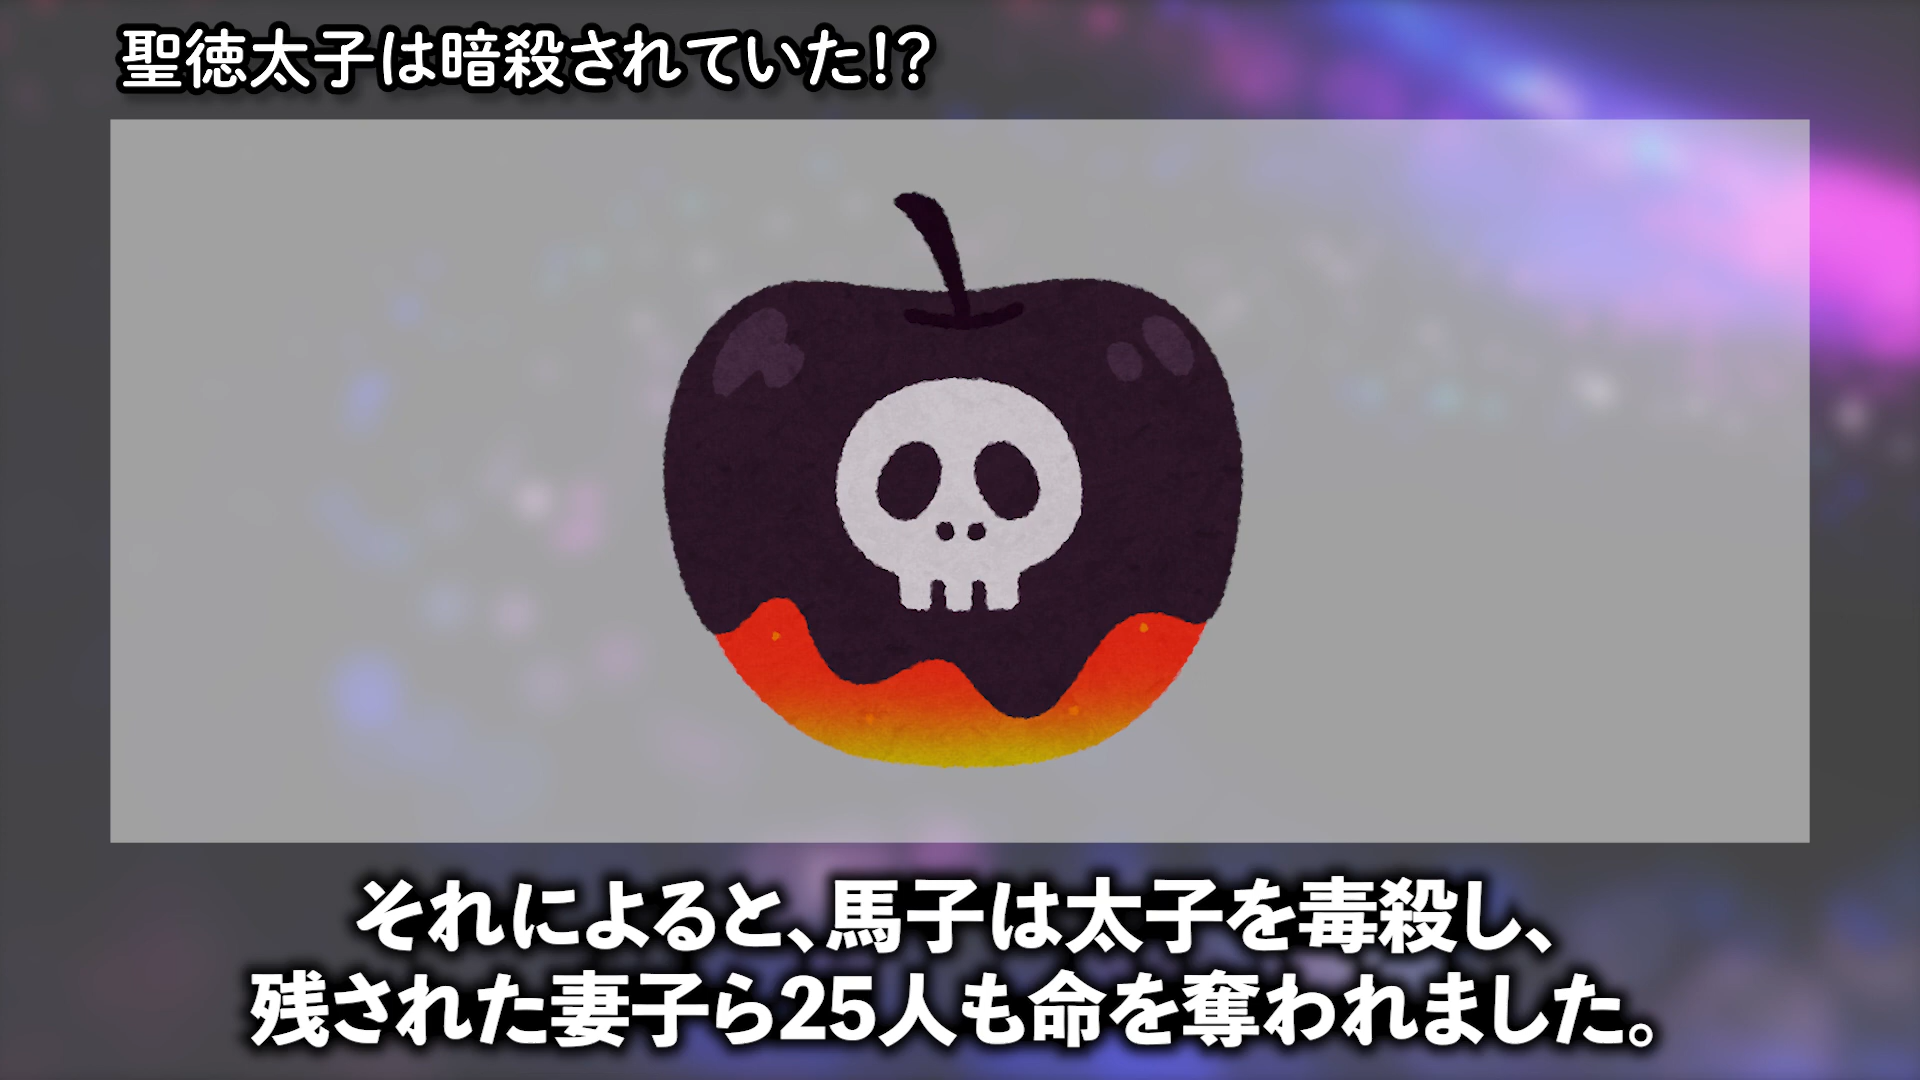 聖徳太子は暗殺されていた!?
それによると、馬子は太子を毒殺し、
残された妻子ら25人も命を奪われました。